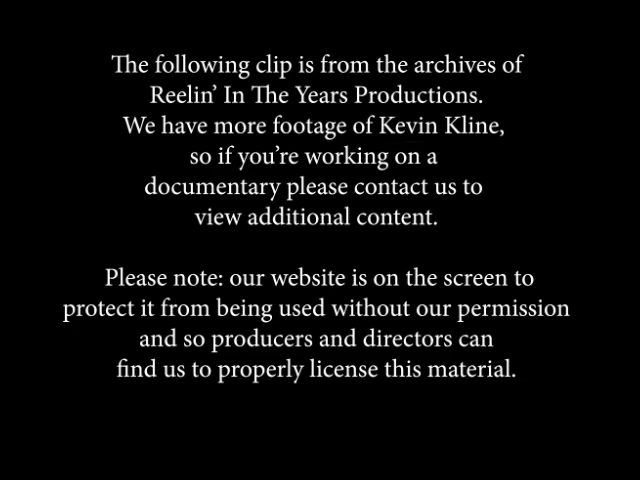 The following clip is from the archives of
Reelin’ In The Years Productions.
We have more footage of Kevin Kline,
so if you’re working on a
documentary please contact us to
view additional content.
Please note: our website is on the screen to
protect it from being used without our permission
and so producers and directors can
find us to properly license this material.